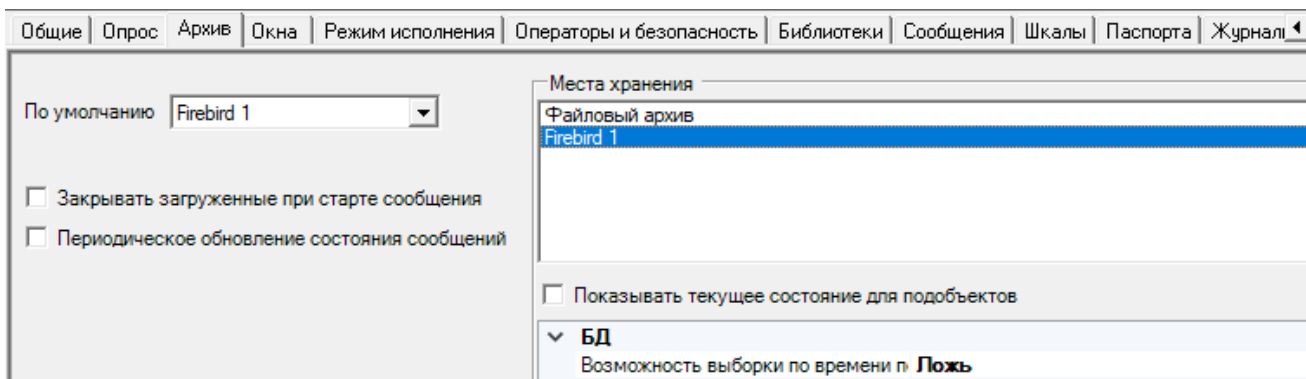 Общие Опрос Архив Окна Режим исполнения Операторы и безопасность Библиотеки Сообщения Шкалы Паспорта Журнал
Места хранения
По умолчанию Firebird 1
Файловый архив
Firebird 1
Закрывать загруженные при старте сообщения
Периодическое обновление состояния сообщений
Показывать текущее состояние для подобъектов
БД
Возможность выборки по времени п Ложь